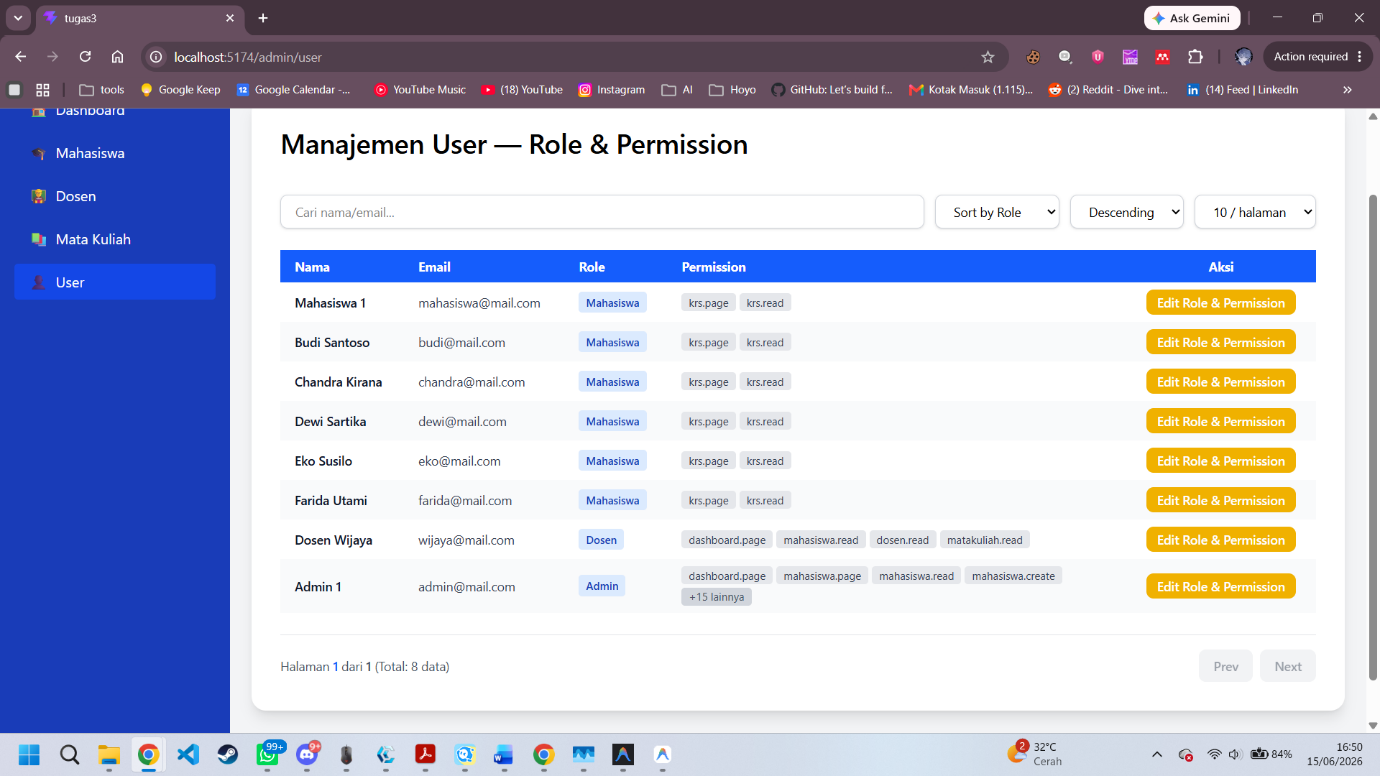 tugas3
Ask Gemini
localhost:5174/admin/user
Action required
tools
Google Keep
12 Google Calendar -...
YouTube Music
(18) YouTube
Instagram
AI
Hoyo
GitHub: Let's build f...
Kotak Masuk (1.115)...
(2) Reddit - Dive int...
(14) Feed | LinkedIn
Dashboard
Mahasiswa
Dosen
Mata Kuliah
User
Manajemen User — Role & Permission
Cari nama/email... Sort by Role Descending 10 / halaman
Nama Email Role Permission Aksi
Mahasiswa 1 mahasiswa@mail.com Mahasiswa krs.page krs.read Edit Role & Permission
Budi Santoso budi@mail.com Mahasiswa krs.page krs.read Edit Role & Permission
Chandra Kirana chandra@mail.com Mahasiswa krs.page krs.read Edit Role & Permission
Dewi Sartika dewi@mail.com Mahasiswa krs.page krs.read Edit Role & Permission
Eko Susilo eko@mail.com Mahasiswa krs.page krs.read Edit Role & Permission
Farida Utami farida@mail.com Mahasiswa krs.page krs.read Edit Role & Permission
Dosen Wijaya wijaya@mail.com Dosen dashboard.page mahasiswa.read dosen.read matakuliah.read Edit Role & Permission
Admin 1 admin@mail.com Admin dashboard.page mahasiswa.page mahasiswa.read mahasiswa.create Edit Role & Permission
+15 lainnya
Halaman 1 dari 1 (Total: 8 data) Prev Next
99+
9+
2
32°C
Cerah
84%
16:50
15/06/2026